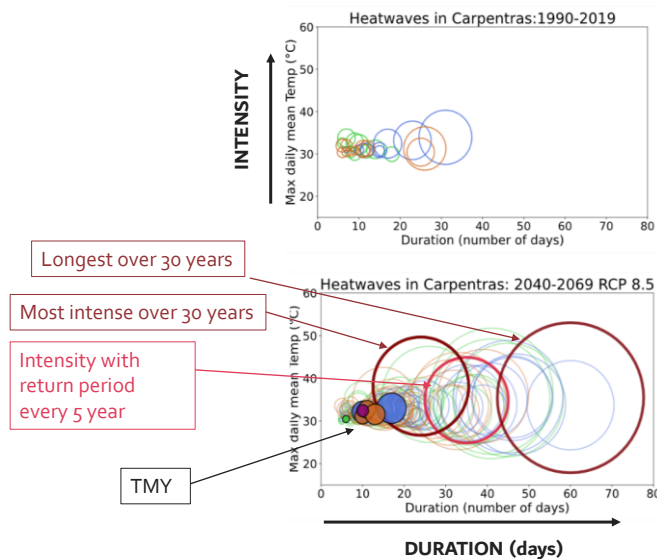 Heatwaves in Carpentras:1990-2019
INTENSITY
Max daily mean Temp (°C)
60
50
40
30
20
0 10 20 30 40 50 60 70 80
Duration (number of days)
Longest over 30 years
Most intense over 30 years
Intensity with
return period
every 5 year
TMY
Heatwaves in Carpentras: 2040-2069 RCP 8.5
Max daily mean Temp (°C)
60
50
40
30
20
0 10 20 30 40 50 60 70 80
Duration (number of days)
DURATION (days)